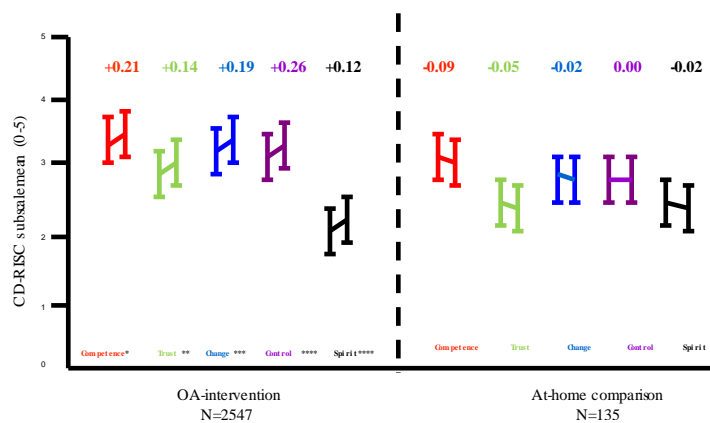 CD-RISC subsalemen (0-5)
5
4
3
2
1
0
+0.21 +0.14 +0.19 +0.26 +0.12
-0.09 -0.05 -0.02 0.00 -0.02
Competence* Trust ** Change *** Control **** Spirit****
Competence Trust Change Control Spirit
OA-intervention
N=2547
At-home comparison
N=135